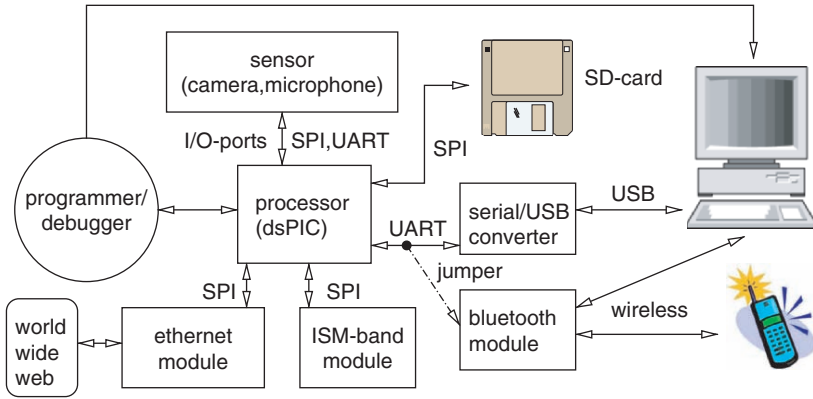 sensor
(camera,microphone)
SD-card
I/O-ports
SPI,UART
SPI
programmer/
debugger
processor
(dsPIC)
UART
serial/USB
converter
USB
jumper
SPI
SPI
wireless
world
wide
web
ethernet
module
ISM-band
module
bluetooth
module